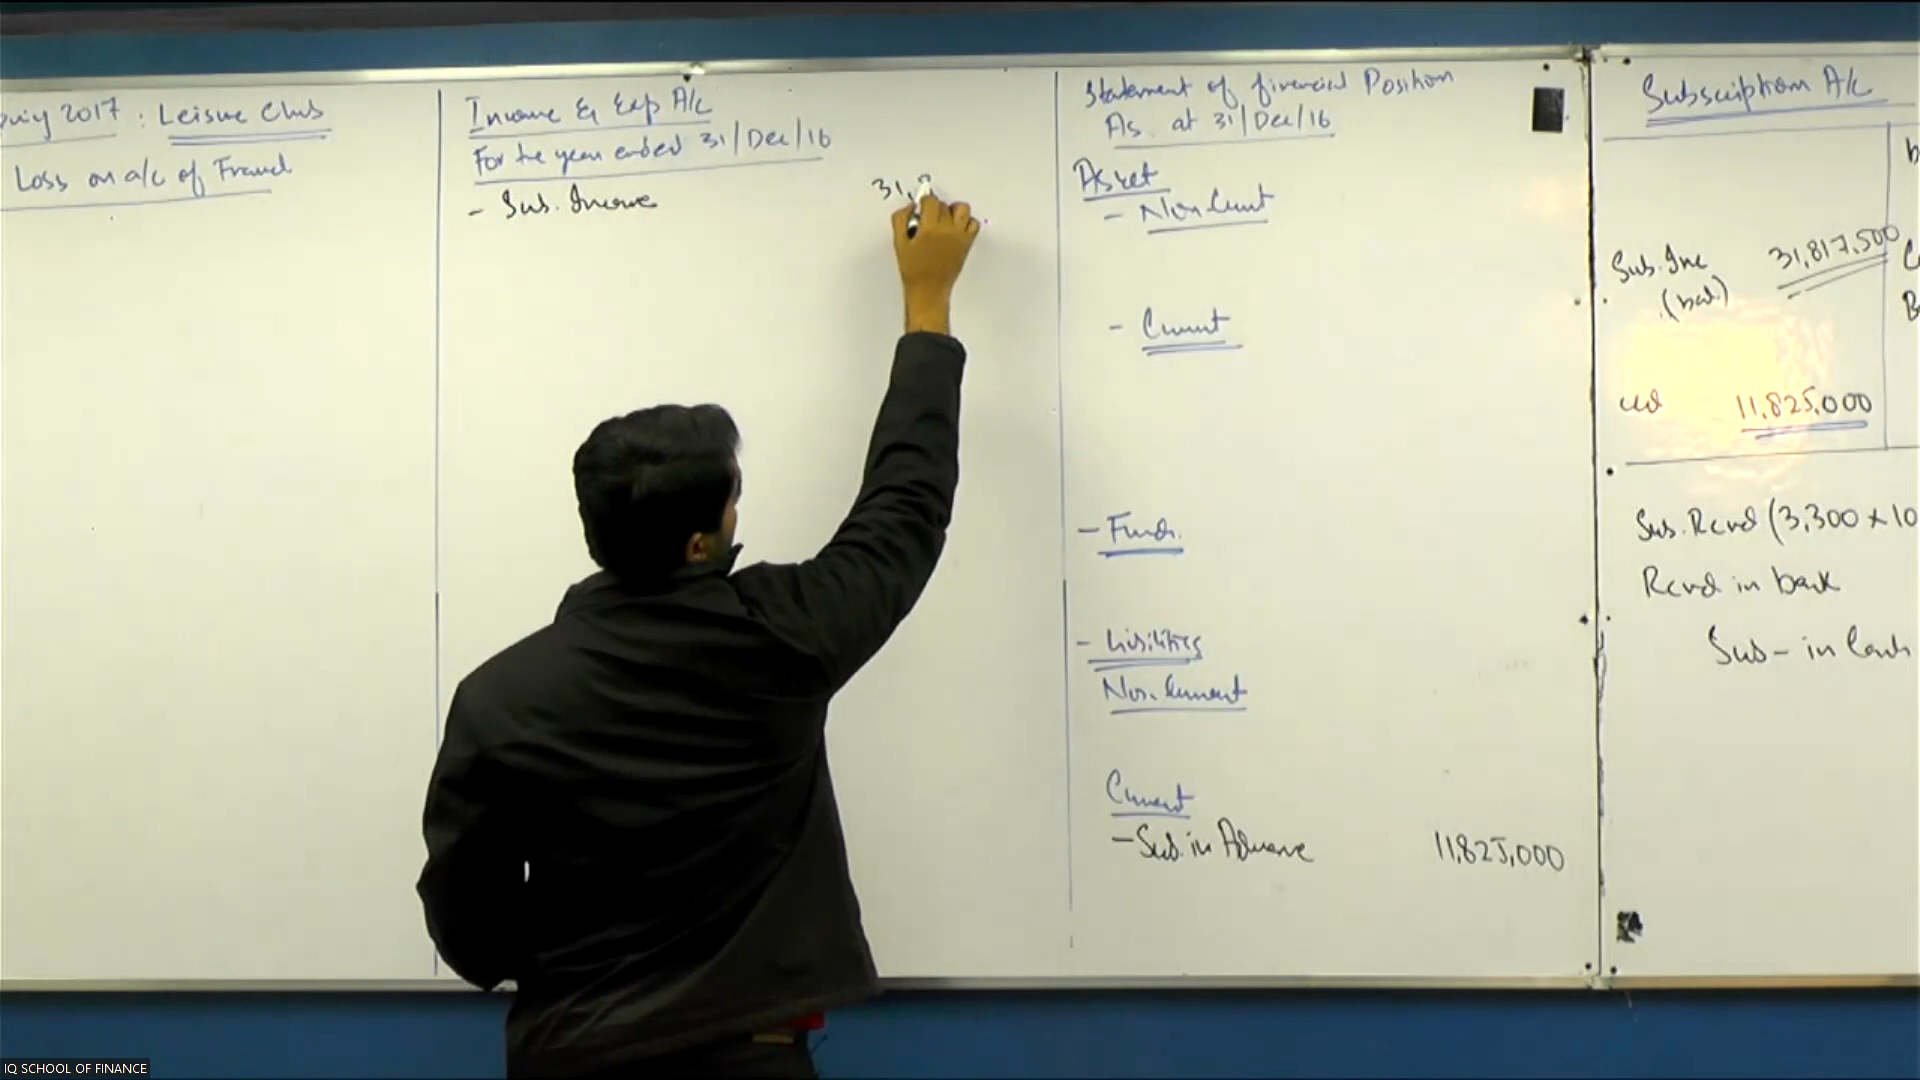 2017 : Leisure Club
Loss on a/c of Fraud
Income & Exp A/c
For the year ended 31/Dec/16
- Sub. Income 31,8
Statement of Financial Position
As at 31/Dec/16
Asset
- Non Curnt
- Current
- Funds.
- Liabilities
Non. Current
Current
- Sub. in Advance 11,825,000
Subscription A/c
Sub. Inc 31,817,500
(bal)
c/d 11,825,000
Sub. Rcvd (3,300 x 10
Rcvd in bank
Sub - in Cash
IQ SCHOOL OF FINANCE